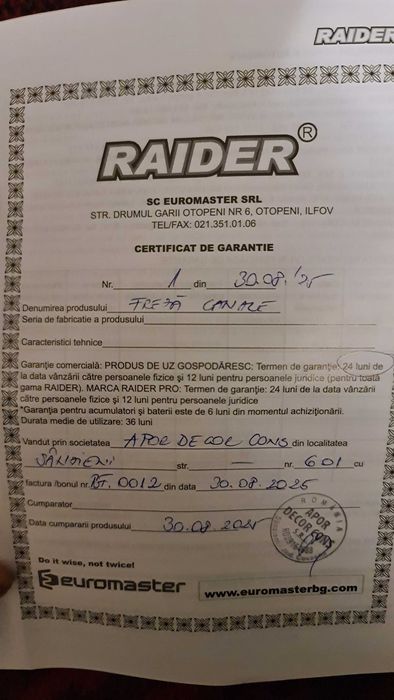 RAIDER
RAIDER®
SC EUROMASTER SRL
STR. DRUMUL GARII OTOPENI NR 6, OTOPENI, ILFOV
TEL/FAX: 021.351.01.06
CERTIFICAT DE GARANTIE
Nr. 1 din 30.08.'25
Denumirea produsului FREZĂ CANALE
Seria de fabricatie a produsului
Caracteristici tehnice
Garanţie comercială: PRODUS DE UZ GOSPODĂRESC: Termen de garanţie: 24 luni de
la data vânzării către persoanele fizice şi 12 luni pentru persoanele juridice (pentru toată
gama RAIDER). MARCA RAIDER PRO: Termen de garanţie: 24 luni de la data vânzării
către persoanele fizice şi 12 luni pentru persoanele juridice
*Garanţia pentru acumulatori şi baterii este de 6 luni din momentul achiziţionării.
Durata medie de utilizare: 36 luni
Vandut prin societatea APOR DECOR CONS din localitatea
SÂNTIENI str. — nr. 601 cu
factura /bonul nr. BF. 0012 din data 30.08.2025
Cumparator
Data cumpararii produsului 30.08.2025
ROMANIA
APOR
DECOR CONS
Do it wise, not twice!
euromaster
www.euromasterbg.com